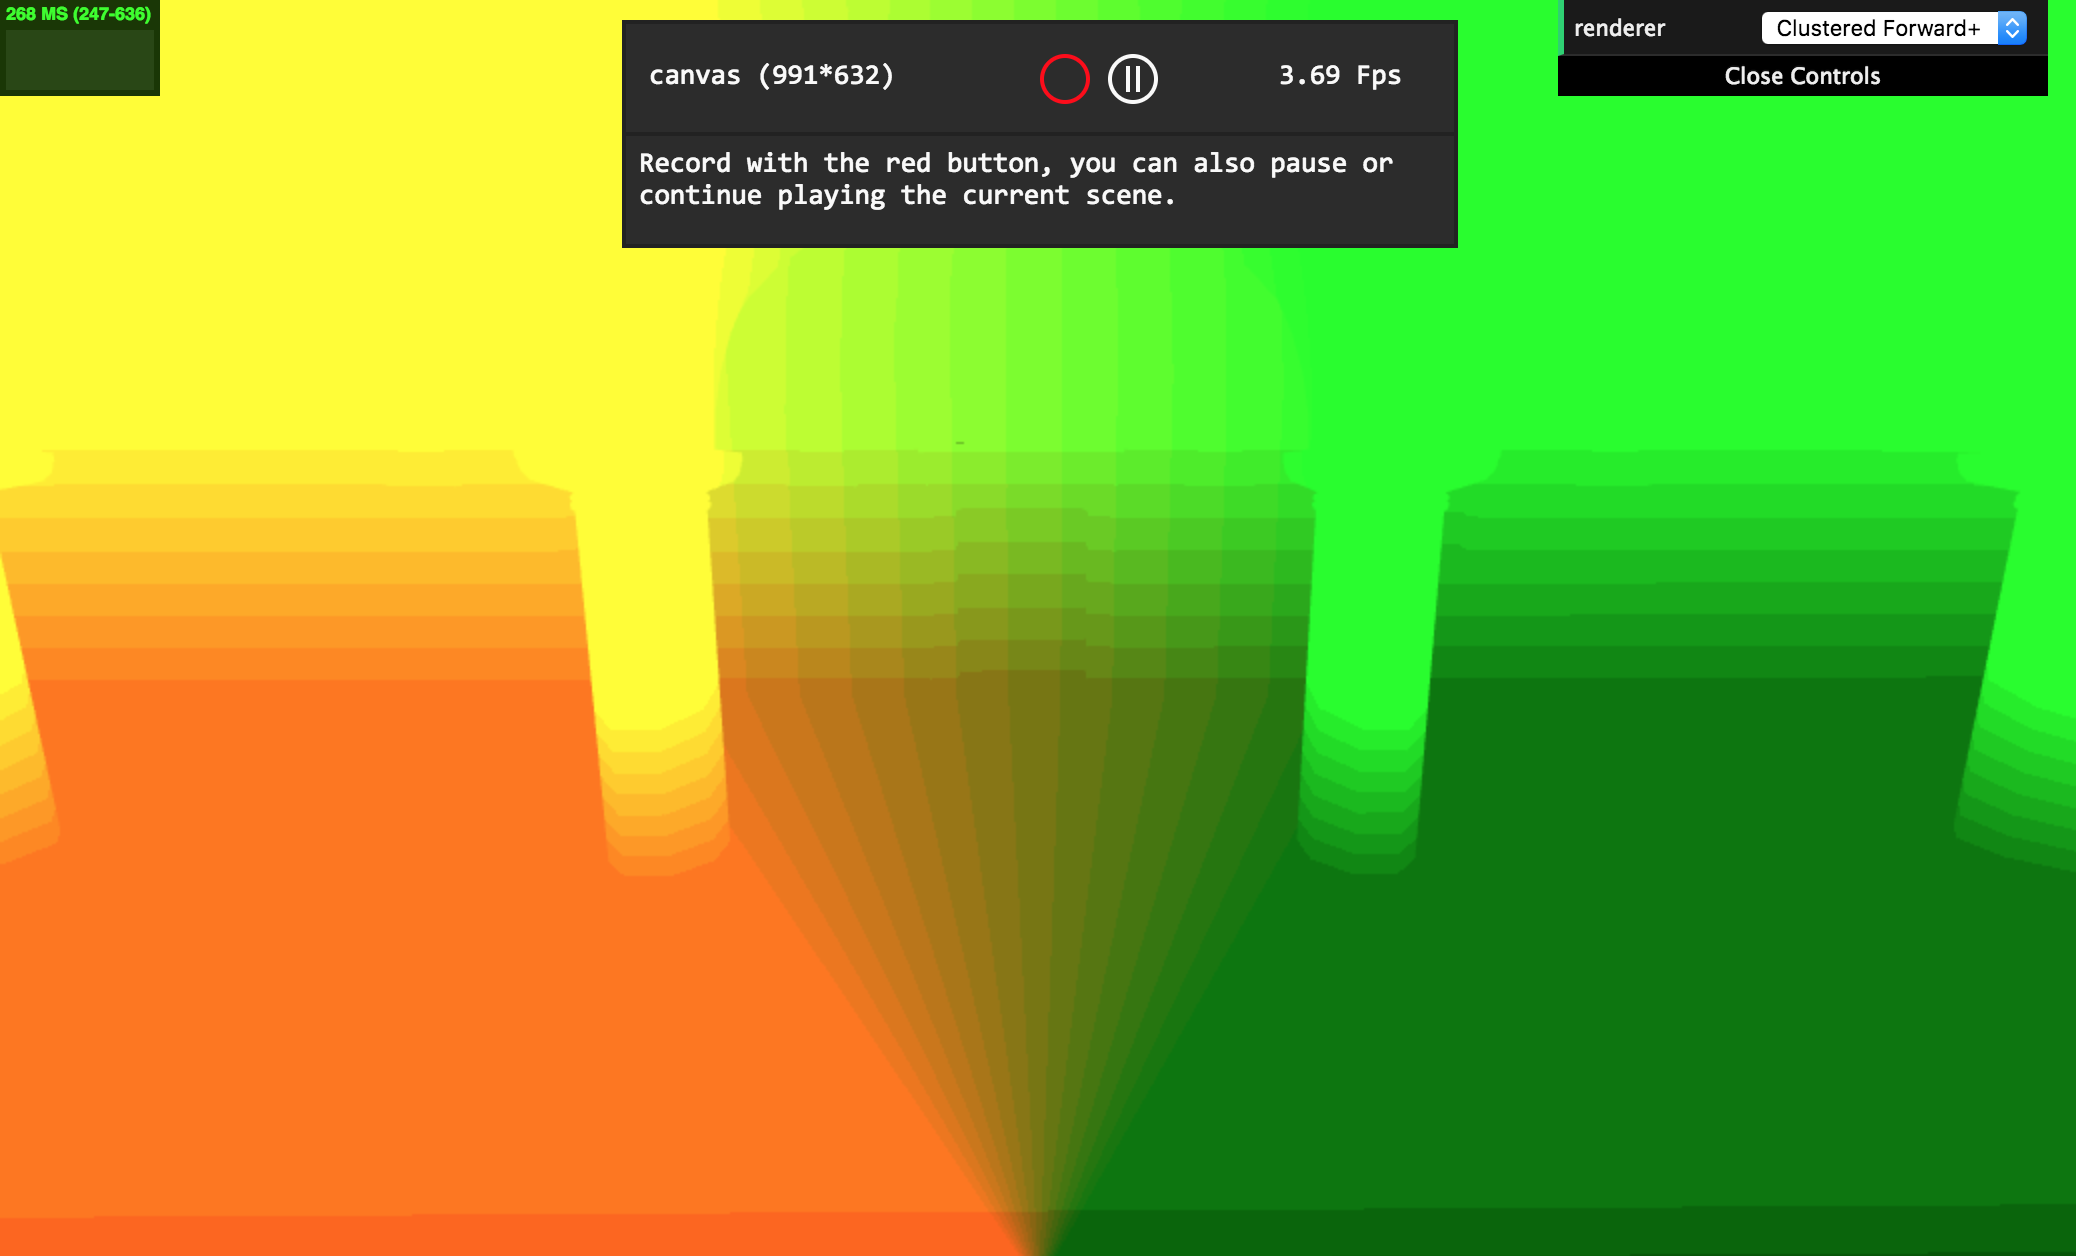 268 MS (247-636)
canvas (991*632)
3.69 Fps
Record with the red button, you can also pause or
continue playing the current scene.
renderer
Clustered Forward+
Close Controls